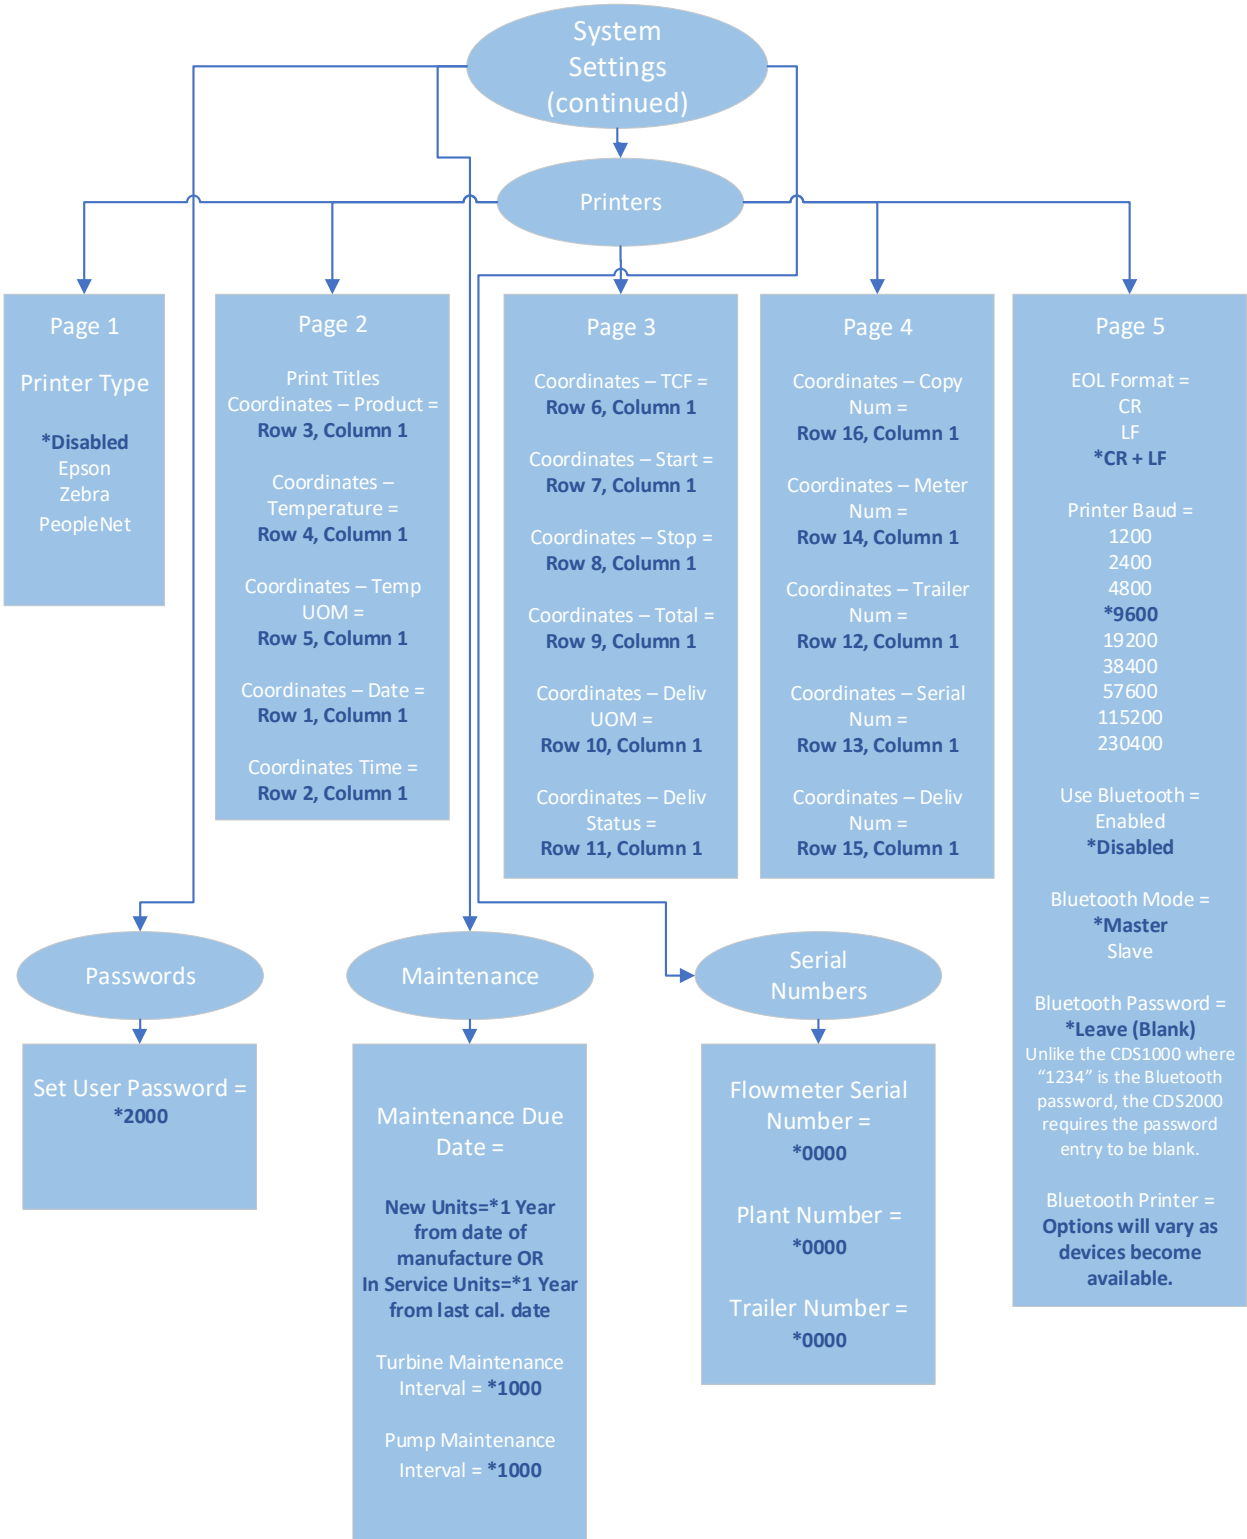 System
Settings
(continued)
Printers
Page 1
Printer Type
*Disabled
Epson
Zebra
PeopleNet
Page 2
Print Titles
Coordinates – Product =
Row 3, Column 1
Coordinates –
Temperature =
Row 4, Column 1
Coordinates – Temp
UOM =
Row 5, Column 1
Coordinates – Date =
Row 1, Column 1
Coordinates Time =
Row 2, Column 1
Page 3
Coordinates – TCF =
Row 6, Column 1
Coordinates – Start =
Row 7, Column 1
Coordinates – Stop =
Row 8, Column 1
Coordinates – Total =
Row 9, Column 1
Coordinates – Deliv
UOM =
Row 10, Column 1
Coordinates – Deliv
Status =
Row 11, Column 1
Page 4
Coordinates – Copy
Num =
Row 16, Column 1
Coordinates – Meter
Num =
Row 14, Column 1
Coordinates – Trailer
Num =
Row 12, Column 1
Coordinates – Serial
Num =
Row 13, Column 1
Coordinates – Deliv
Num =
Row 15, Column 1
Page 5
EOL Format =
CR
LF
*CR + LF
Printer Baud =
1200
2400
4800
*9600
19200
38400
57600
115200
230400
Use Bluetooth =
Enabled
*Disabled
Bluetooth Mode =
*Master
Slave
Bluetooth Password =
*Leave (Blank)
Unlike the CDS1000 where
“1234” is the Bluetooth
password, the CDS2000
requires the password
entry to be blank.
Bluetooth Printer =
Options will vary as
devices become
available.
Passwords
Set User Password =
*2000
Maintenance
Maintenance Due
Date =
New Units=*1 Year
from date of
manufacture OR
In Service Units=*1 Year
from last cal. date
Turbine Maintenance
Interval = *1000
Pump Maintenance
Interval = *1000
Serial
Numbers
Flowmeter Serial
Number =
*0000
Plant Number =
*0000
Trailer Number =
*0000